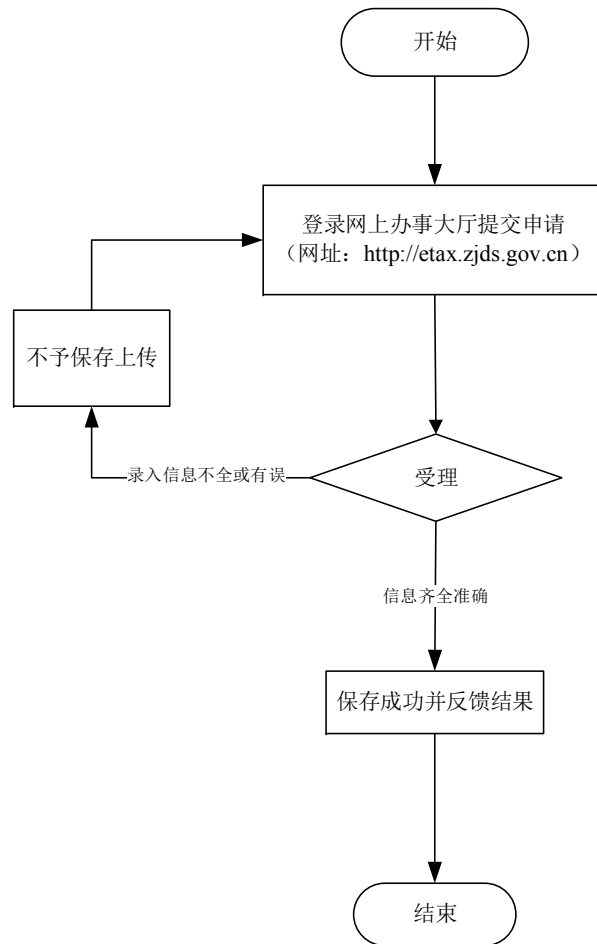 开始
登录网上办事大厅提交申请
（网址：http://etax.zjds.gov.cn）
不予保存上传
录入信息不全或有误
受理
信息齐全准确
保存成功并反馈结果
结束